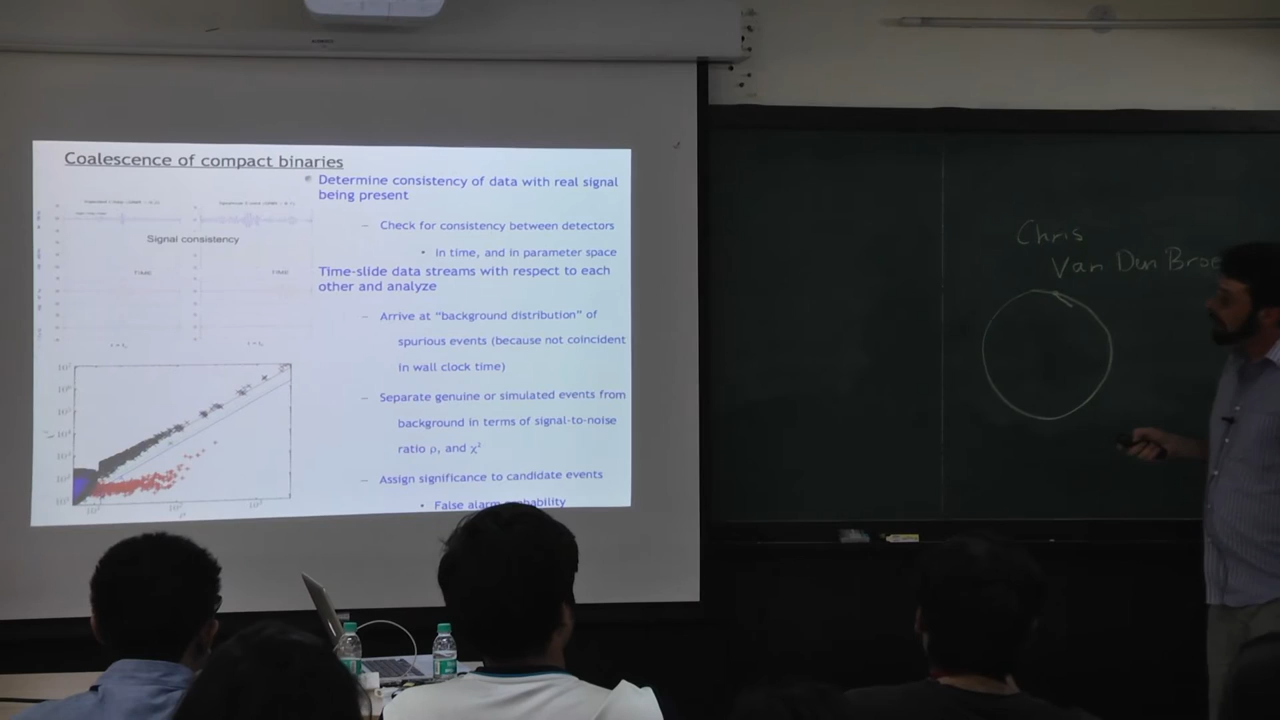 Coalescence of compact binaries
Determine consistency of data with real signal
being present
– Check for consistency between detectors
• In time, and in parameter space
Time-slide data streams with respect to each
other and analyze
– Arrive at “background distribution” of
spurious events (because not coincident
in wall clock time)
– Separate genuine or simulated events from
background in terms of signal-to-noise
ratio ρ, and χ²
– Assign significance to candidate events
• False alarm
Signal consistency
Chris
Van Den